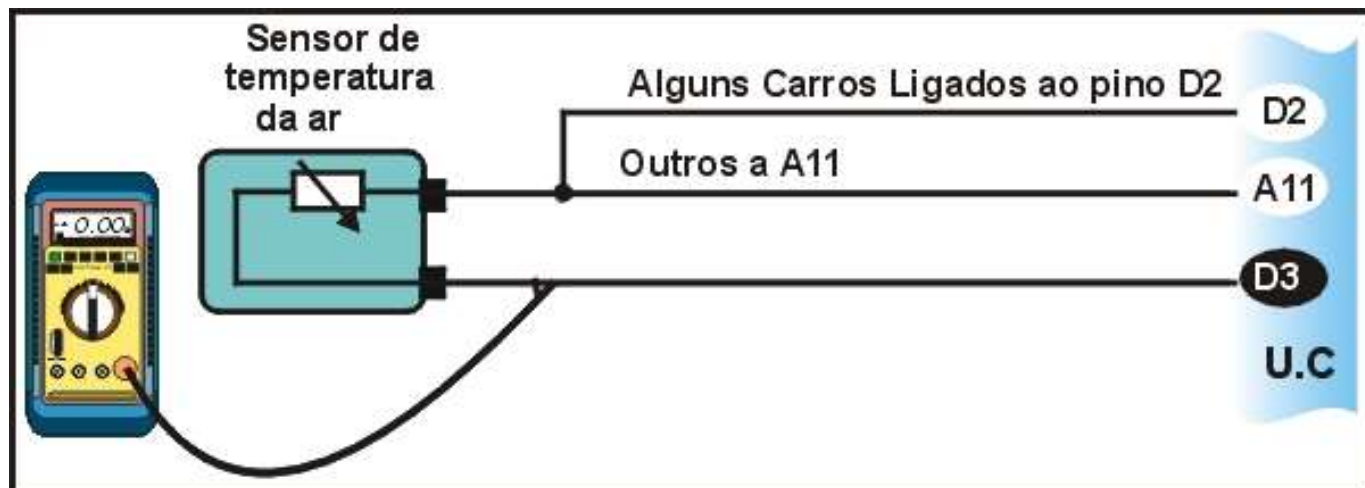 Sensor de
temperatura
da ar
Alguns Carros Ligados ao pino D2
D2
Outros a A11
A11
D3
U.C
0.00